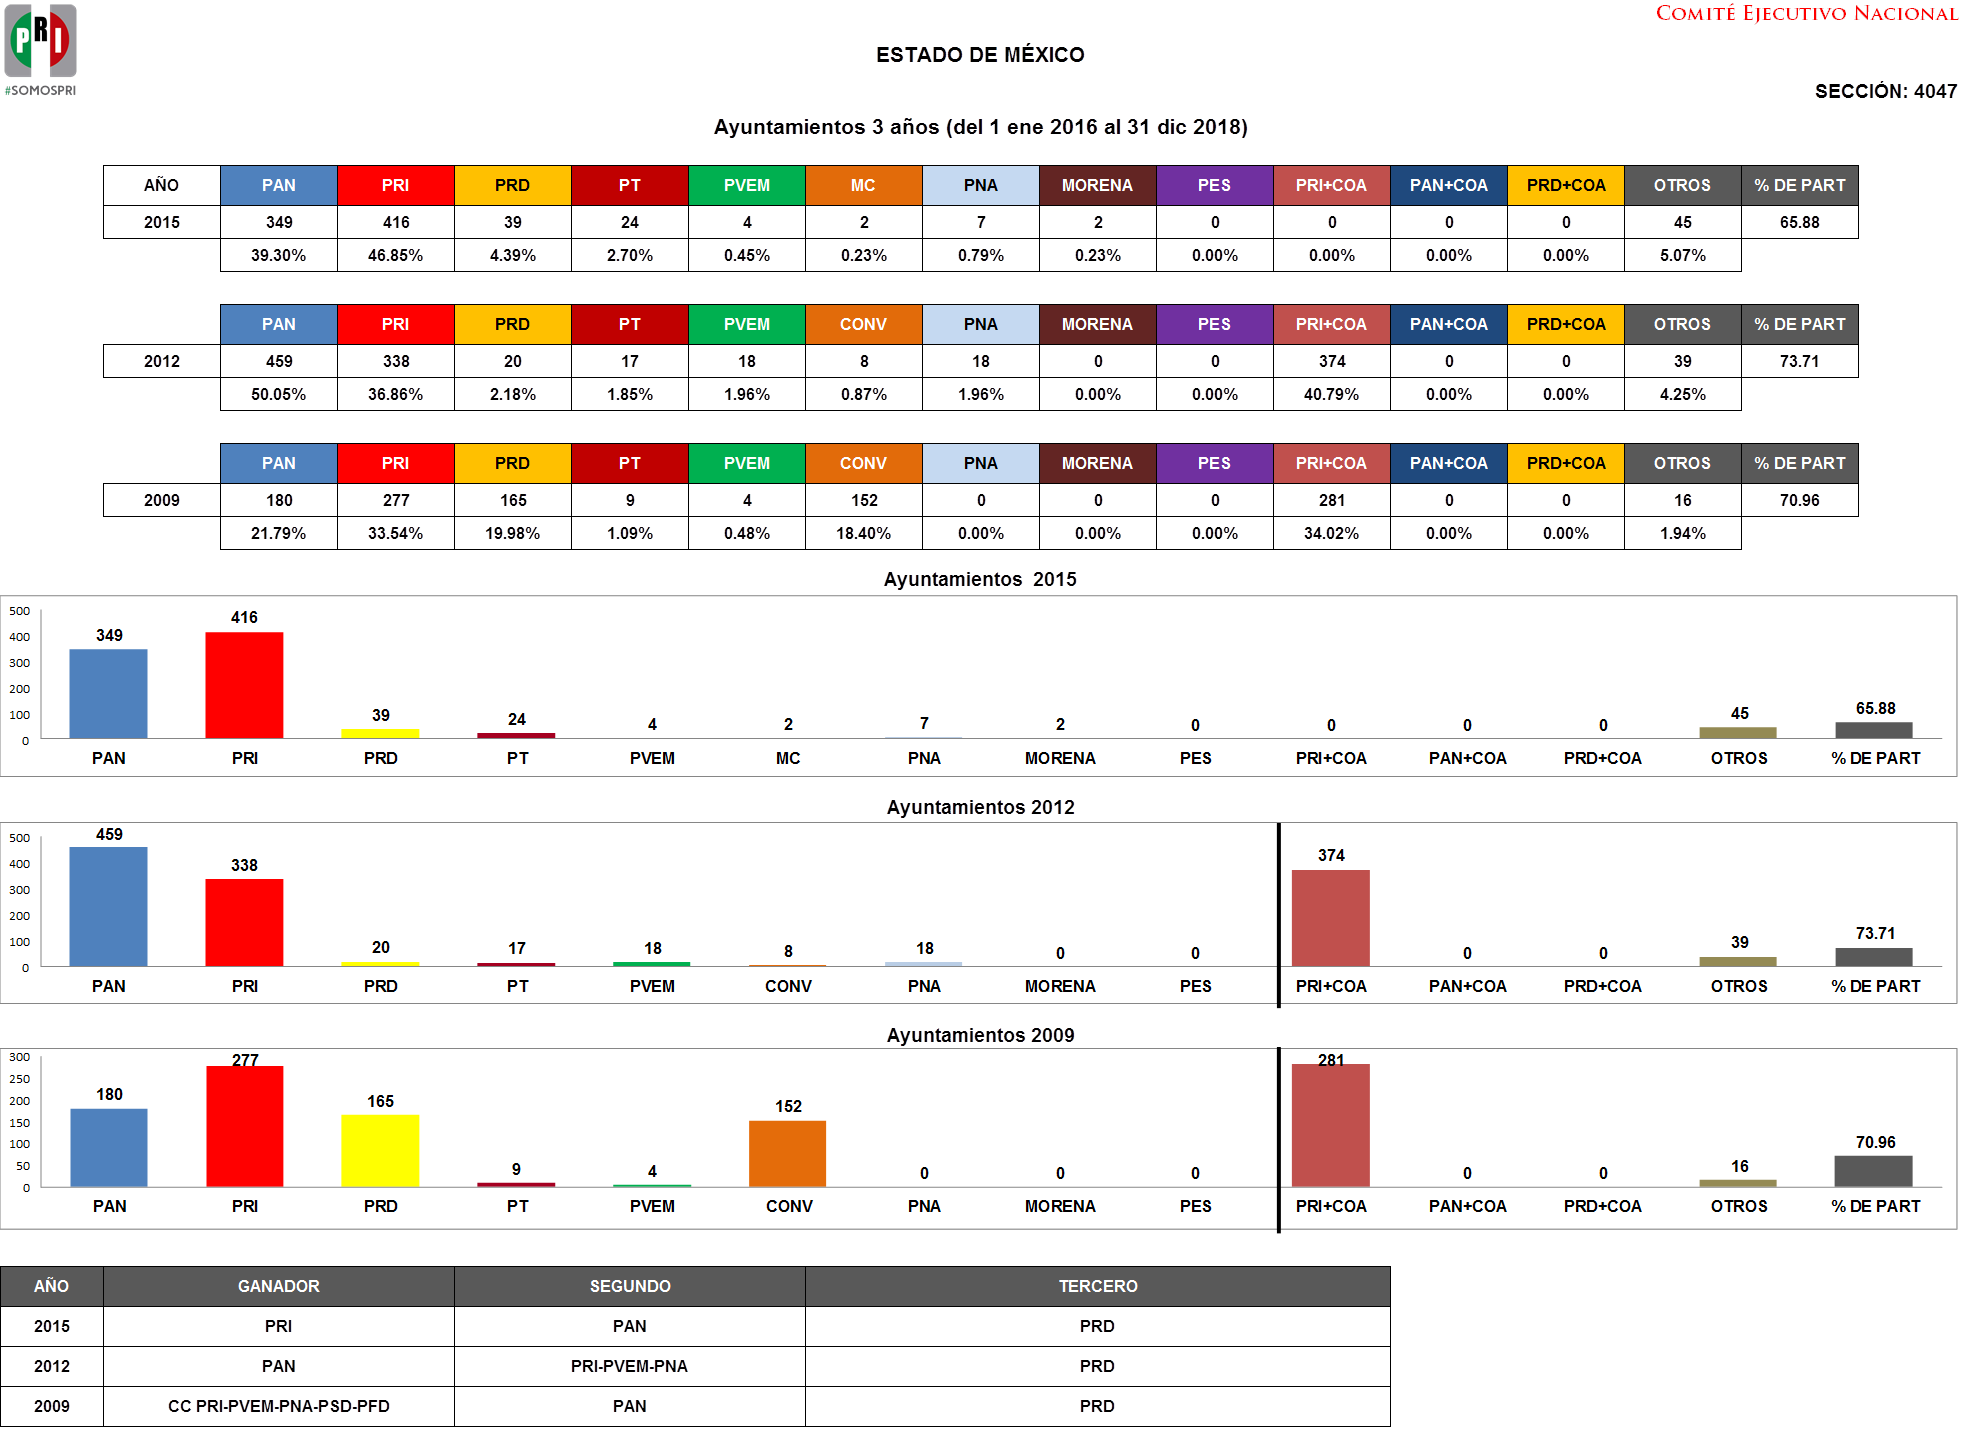 PRI
#SOMOSPRI
COMITÉ EJECUTIVO NACIONAL
ESTADO DE MÉXICO
SECCIÓN: 4047
Ayuntamientos 3 años (del 1 ene 2016 al 31 dic 2018)
AÑO PAN PRI PRD PT PVEM MC PNA MORENA PES PRI+COA PAN+COA PRD+COA OTROS % DE PART
2015 349 416 39 24 4 2 7 2 0 0 0 0 45 65.88
39.30% 46.85% 4.39% 2.70% 0.45% 0.23% 0.79% 0.23% 0.00% 0.00% 0.00% 0.00% 5.07%
PAN PRI PRD PT PVEM CONV PNA MORENA PES PRI+COA PAN+COA PRD+COA OTROS % DE PART
2012 459 338 20 17 18 8 18 0 0 374 0 0 39 73.71
50.05% 36.86% 2.18% 1.85% 1.96% 0.87% 1.96% 0.00% 0.00% 40.79% 0.00% 0.00% 4.25%
PAN PRI PRD PT PVEM CONV PNA MORENA PES PRI+COA PAN+COA PRD+COA OTROS % DE PART
2009 180 277 165 9 4 152 0 0 0 281 0 0 16 70.96
21.79% 33.54% 19.98% 1.09% 0.48% 18.40% 0.00% 0.00% 0.00% 34.02% 0.00% 0.00% 1.94%
Ayuntamientos 2015
500
400
300
200
100
0
349 416 39 24 4 2 7 2 0 0 0 0 45 65.88
PAN PRI PRD PT PVEM MC PNA MORENA PES PRI+COA PAN+COA PRD+COA OTROS % DE PART
Ayuntamientos 2012
500
400
300
200
100
0
459 338 20 17 18 8 18 0 0 374 0 0 39 73.71
PAN PRI PRD PT PVEM CONV PNA MORENA PES PRI+COA PAN+COA PRD+COA OTROS % DE PART
Ayuntamientos 2009
300
250
200
150
100
50
0
180 277 165 9 4 152 0 0 0 281 0 0 16 70.96
PAN PRI PRD PT PVEM CONV PNA MORENA PES PRI+COA PAN+COA PRD+COA OTROS % DE PART
AÑO GANADOR SEGUNDO TERCERO
2015 PRI PAN PRD
2012 PAN PRI-PVEM-PNA PRD
2009 CC PRI-PVEM-PNA-PSD-PFD PAN PRD